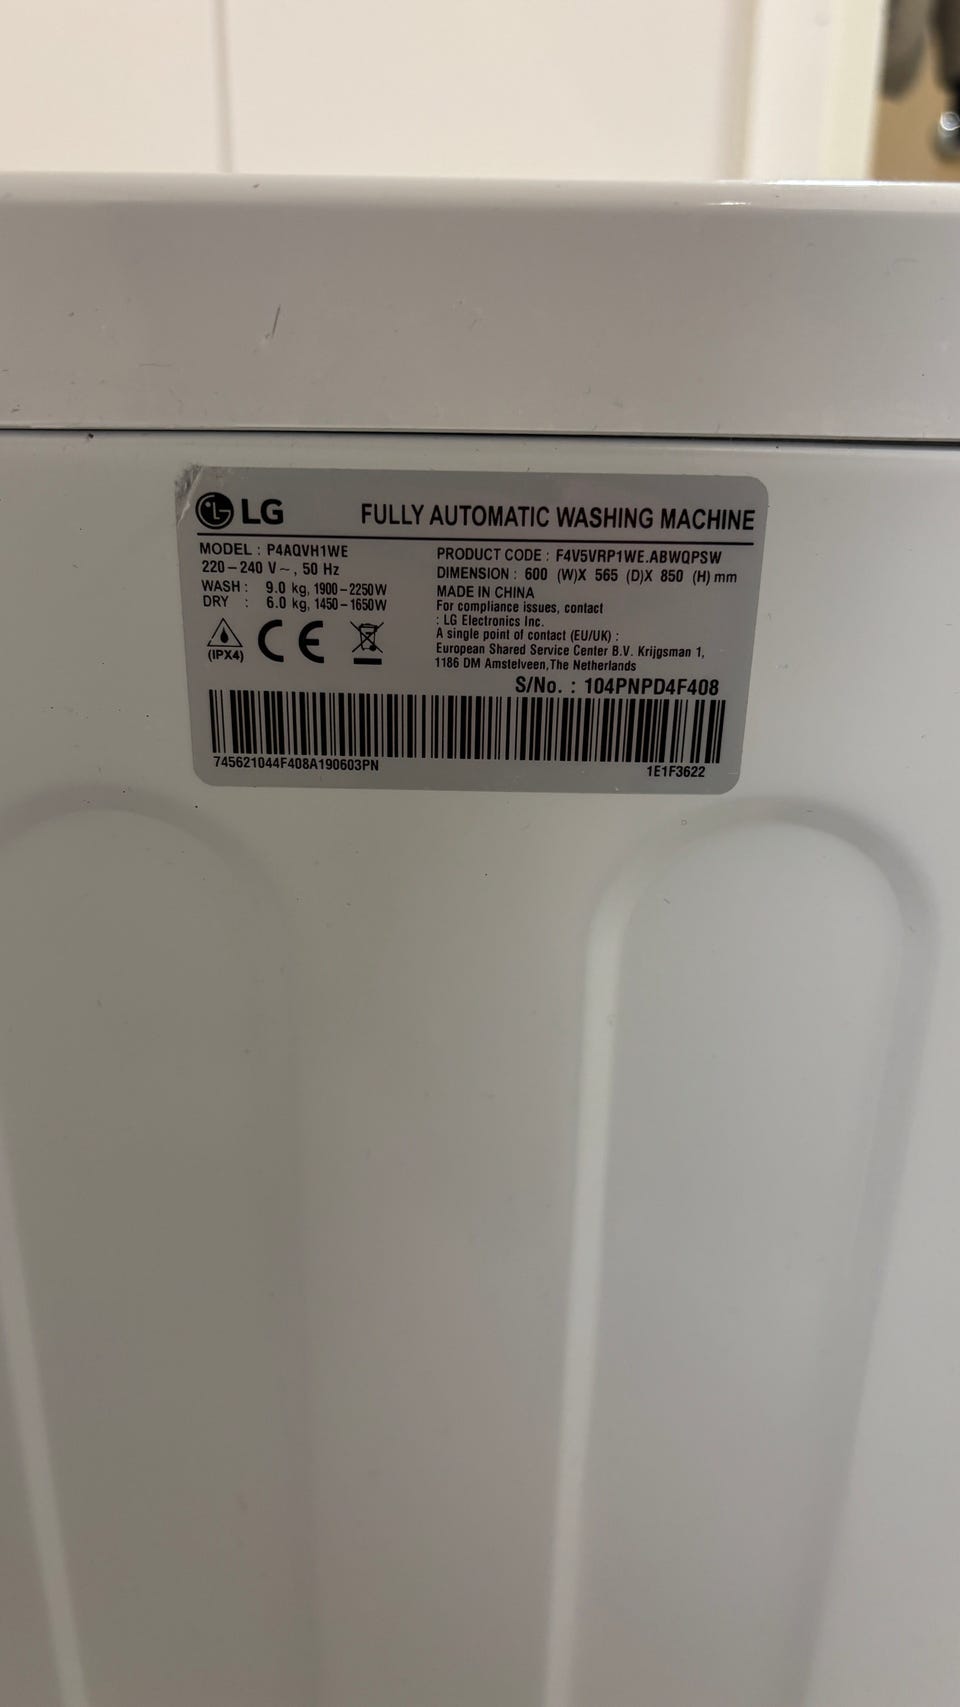 LG FULLY AUTOMATIC WASHING MACHINE
MODEL : P4AQVH1WE
220-240 V~, 50 Hz
WASH : 9.0 kg, 1900-2250W
DRY : 6.0 kg, 1450-1650W
(IPX4)
CE
PRODUCT CODE : F4V5VRP1WE.ABWQPSW
DIMENSION : 600 (W)X 565 (D)X 850 (H) mm
MADE IN CHINA
For compliance issues, contact
: LG Electronics Inc.
A single point of contact (EU/UK) :
European Shared Service Center B.V. Krijgsman 1,
1186 DM Amstelveen,The Netherlands
S/No. : 104PNPD4F408
745621044F408A190603PN
1E1F3622